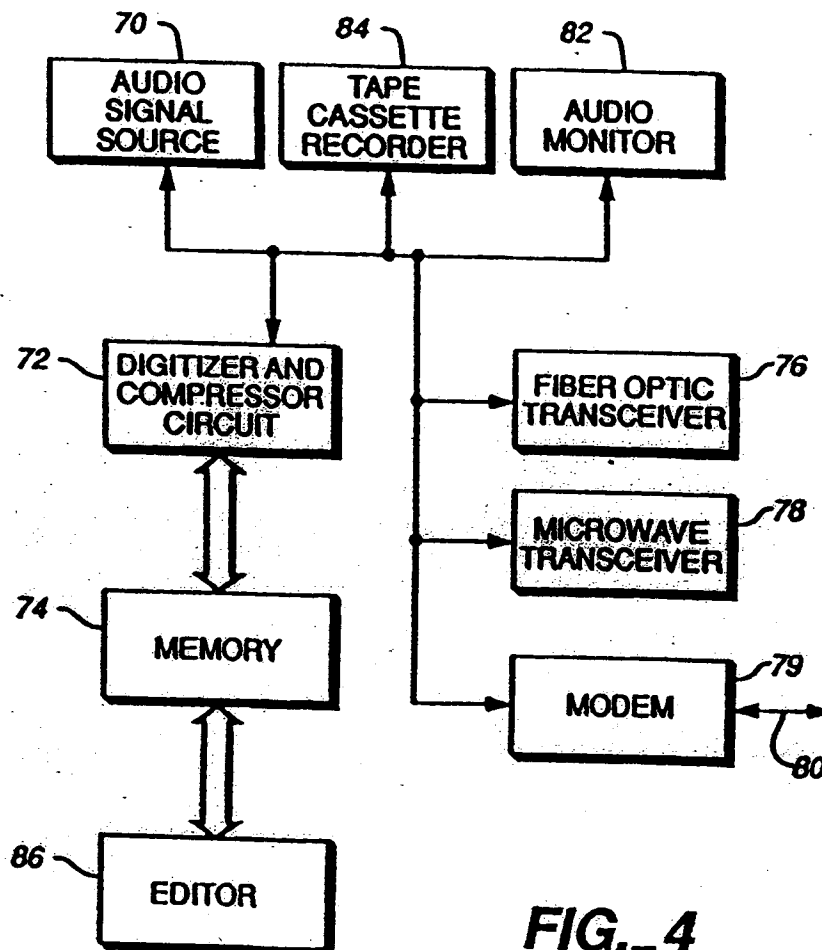 70
84
82
AUDIO
SIGNAL
SOURCE
TAPE
CASSETTE
RECORDER
AUDIO
MONITOR
72
DIGITIZER AND
COMPRESSOR
CIRCUIT
FIBER OPTIC
TRANSCEIVER
76
MICROWAVE
TRANSCEIVER
78
74
MEMORY
MODEM
79
80
86
EDITOR
FIG._4